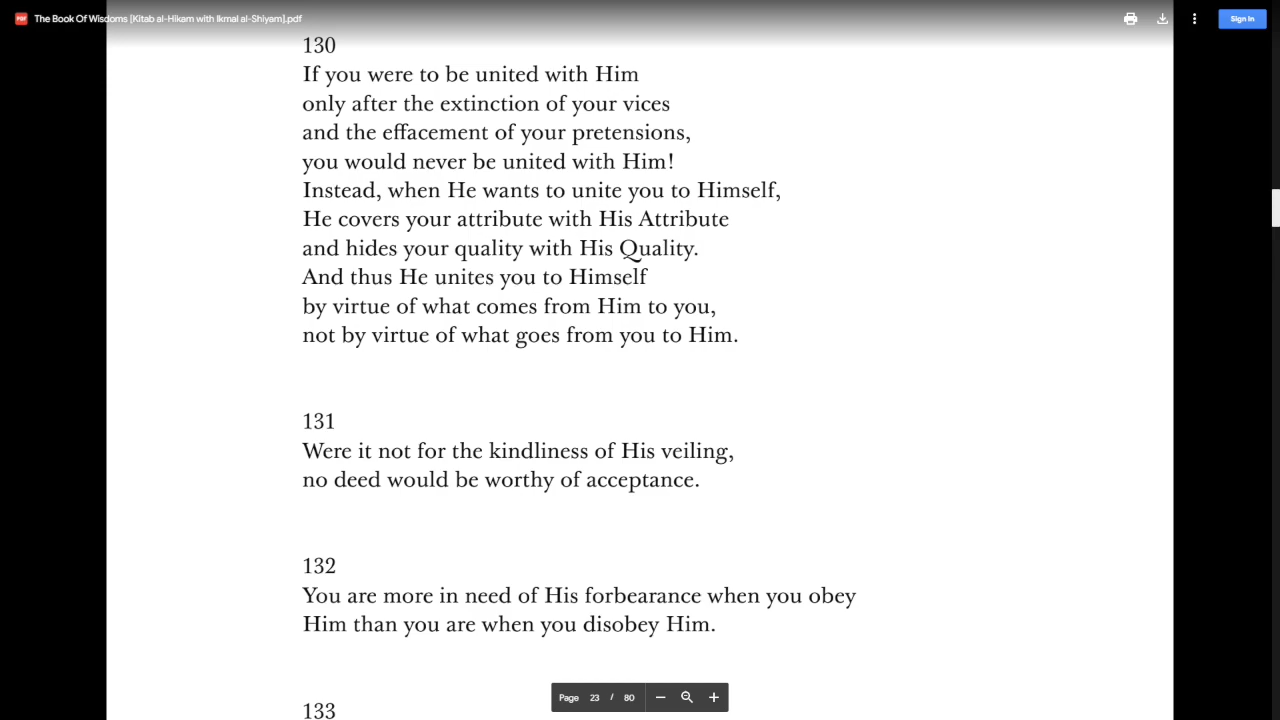 The Book Of Wisdoms [Kitab al-Hikam with Ikmal al-Shiyam].pdf
Sign In
130
If you were to be united with Him
only after the extinction of your vices
and the effacement of your pretensions,
you would never be united with Him!
Instead, when He wants to unite you to Himself,
He covers your attribute with His Attribute
and hides your quality with His Quality.
And thus He unites you to Himself
by virtue of what comes from Him to you,
not by virtue of what goes from you to Him.
131
Were it not for the kindliness of His veiling,
no deed would be worthy of acceptance.
132
You are more in need of His forbearance when you obey
Him than you are when you disobey Him.
133
Page 23 / 80